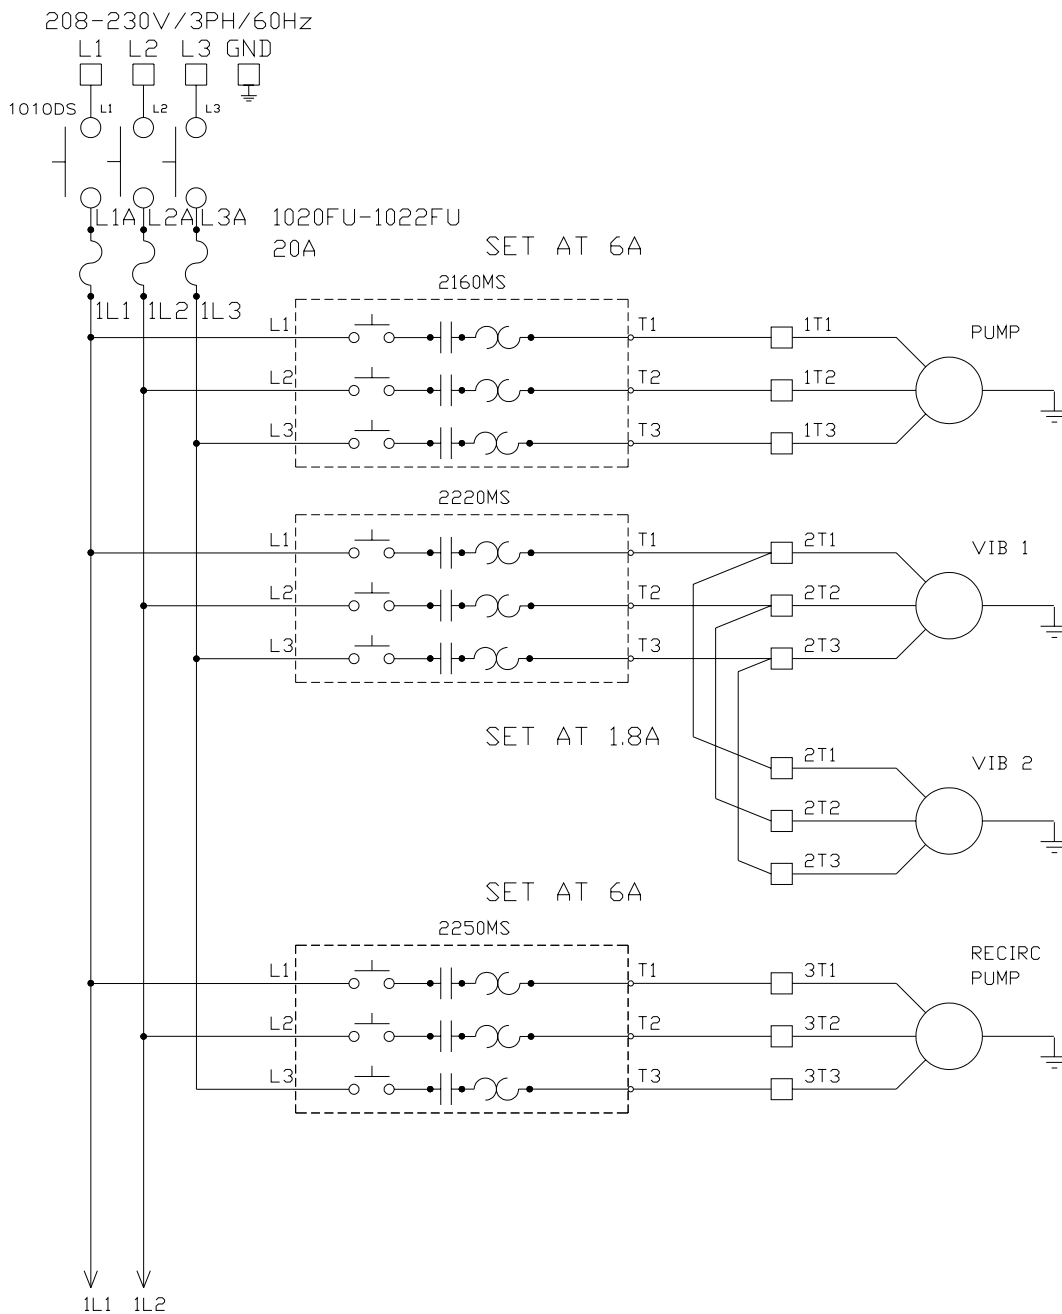 208-230V/3PH/60Hz
L1 L2 L3 GND
1010DS L1 L2 L3
L1A L2A L3A 1020FU-1022FU
20A
SET AT 6A
2160MS
1L1 1L2 1L3
L1 T1 1T1 PUMP
L2 T2 1T2
L3 T3 1T3
2220MS
L1 T1 2T1 VIB 1
L2 T2 2T2
L3 T3 2T3
SET AT 1.8A
2T1 VIB 2
2T2
2T3
SET AT 6A
2250MS
RECIRC
PUMP
L1 T1 3T1
L2 T2 3T2
L3 T3 3T3
1L1 1L2